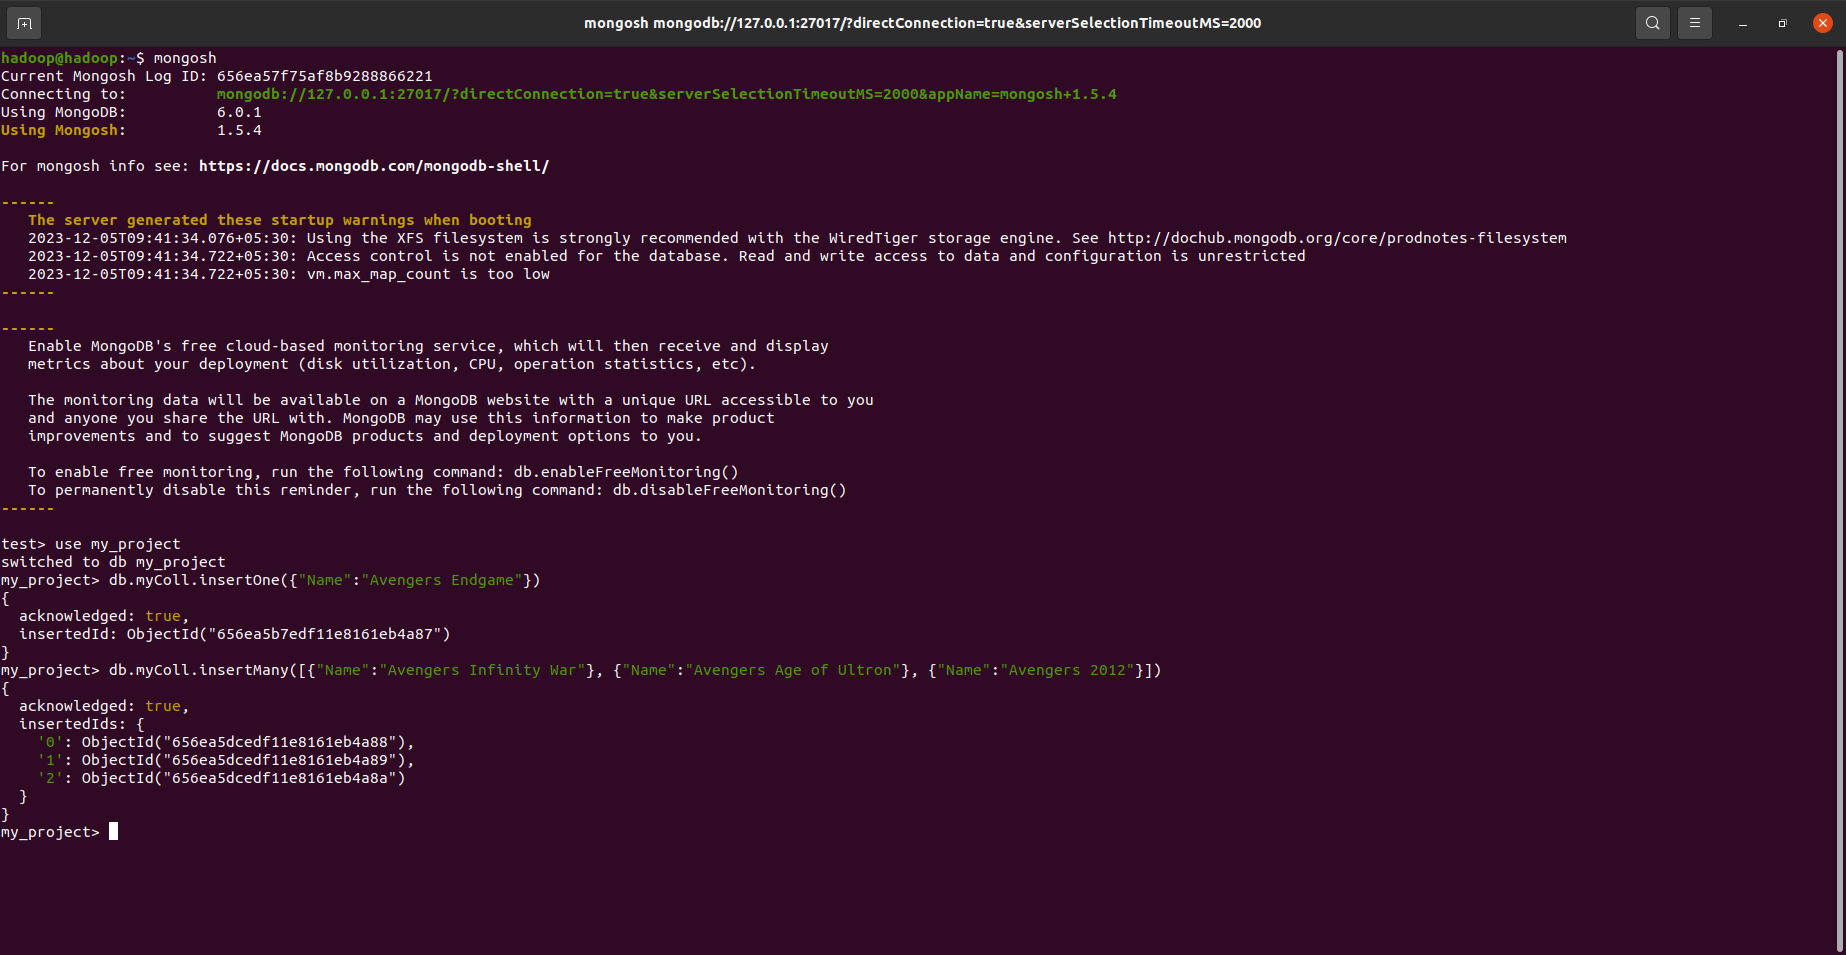 mongosh mongodb://127.0.0.1:27017/?directConnection=true&serverSelectionTimeoutMS=2000
hadoop@hadoop:~$ mongosh
Current Mongosh Log ID: 656ea57f75af8b9288866221
Connecting to:          mongodb://127.0.0.1:27017/?directConnection=true&serverSelectionTimeoutMS=2000&appName=mongosh+1.5.4
Using MongoDB:          6.0.1
Using Mongosh:          1.5.4
For mongosh info see: https://docs.mongodb.com/mongodb-shell/
------
   The server generated these startup warnings when booting
   2023-12-05T09:41:34.076+05:30: Using the XFS filesystem is strongly recommended with the WiredTiger storage engine. See http://dochub.mongodb.org/core/prodnotes-filesystem
   2023-12-05T09:41:34.722+05:30: Access control is not enabled for the database. Read and write access to data and configuration is unrestricted
   2023-12-05T09:41:34.722+05:30: vm.max_map_count is too low
------
------
   Enable MongoDB's free cloud-based monitoring service, which will then receive and display
   metrics about your deployment (disk utilization, CPU, operation statistics, etc).
   The monitoring data will be available on a MongoDB website with a unique URL accessible to you
   and anyone you share the URL with. MongoDB may use this information to make product
   improvements and to suggest MongoDB products and deployment options to you.
   To enable free monitoring, run the following command: db.enableFreeMonitoring()
   To permanently disable this reminder, run the following command: db.disableFreeMonitoring()
------
test> use my_project
switched to db my_project
my_project> db.myColl.insertOne({"Name":"Avengers Endgame"})
{
  acknowledged: true,
  insertedId: ObjectId("656ea5b7edf11e8161eb4a87")
}
my_project> db.myColl.insertMany([{"Name":"Avengers Infinity War"}, {"Name":"Avengers Age of Ultron"}, {"Name":"Avengers 2012"}])
{
  acknowledged: true,
  insertedIds: {
    '0': ObjectId("656ea5dcedf11e8161eb4a88"),
    '1': ObjectId("656ea5dcedf11e8161eb4a89"),
    '2': ObjectId("656ea5dcedf11e8161eb4a8a")
  }
}
my_project>